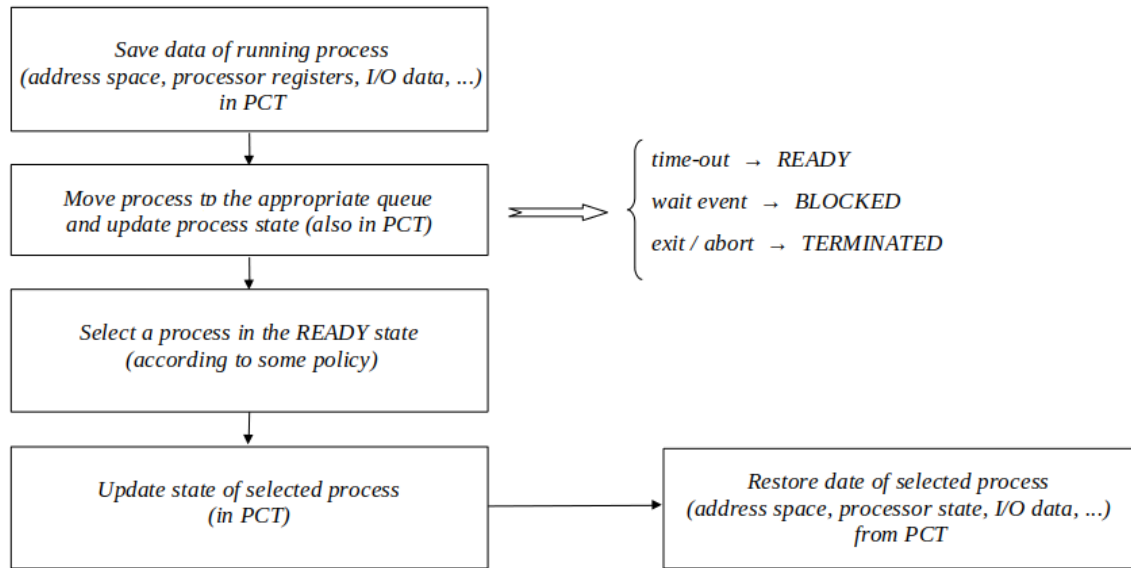 Save data of running process
(address space, processor registers, I/O data, ...)
in PCT
Move process to the appropriate queue
and update process state (also in PCT)
time-out → READY
wait event → BLOCKED
exit / abort → TERMINATED
Select a process in the READY state
(according to some policy)
Update state of selected process
(in PCT)
Restore date of selected process
(address space, processor state, I/O data, ...)
from PCT